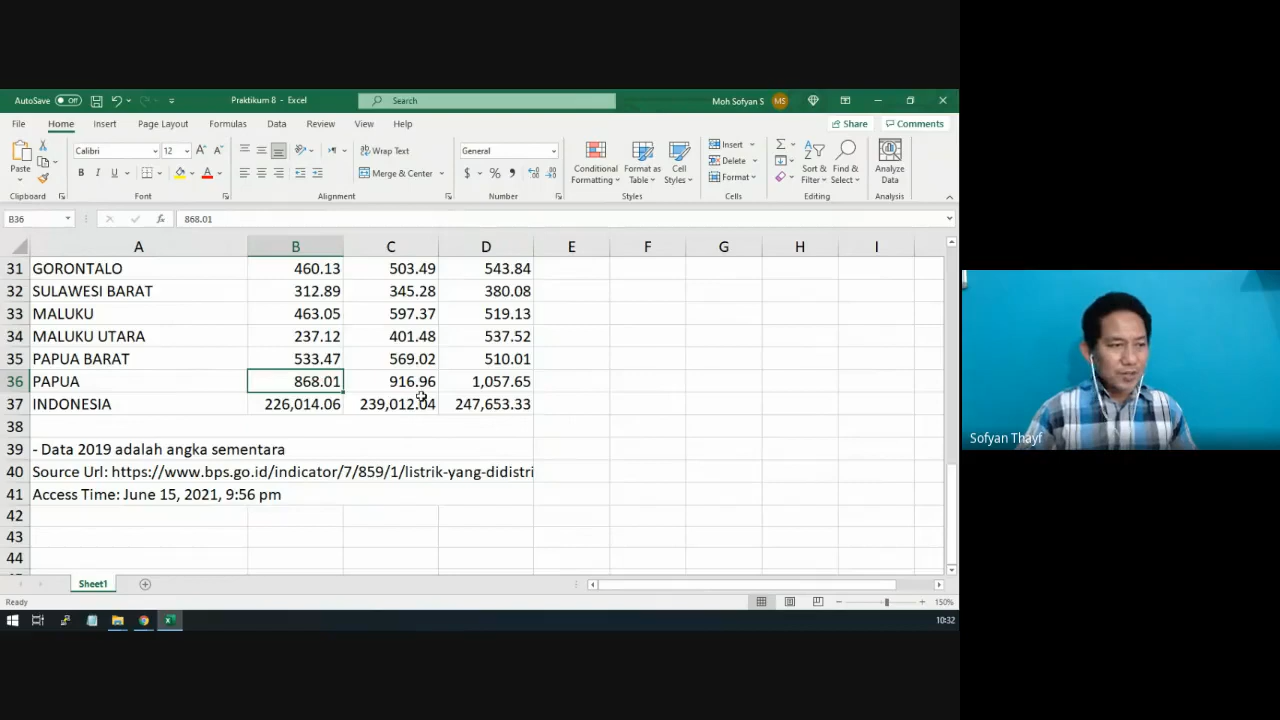 AutoSave Off Praktikum 8 - Excel Search Moh Sofyan S MS
File Home Insert Page Layout Formulas Data Review View Help Share Comments
Paste
Clipboard
Calibri 12
B I U
Font
Wrap Text
Merge & Center
Alignment
General
$ % ,
Number
Conditional Formatting
Format as Table
Cell Styles
Styles
Insert
Delete
Format
Cells
Sort & Filter
Find & Select
Editing
Analyze Data
Analysis
B36 fx 868.01
A B C D E F G H I
31 GORONTALO 460.13 503.49 543.84
32 SULAWESI BARAT 312.89 345.28 380.08
33 MALUKU 463.05 597.37 519.13
34 MALUKU UTARA 237.12 401.48 537.52
35 PAPUA BARAT 533.47 569.02 510.01
36 PAPUA 868.01 916.96 1,057.65
37 INDONESIA 226,014.06 239,012.04 247,653.33
38
39 - Data 2019 adalah angka sementara
40 Source Url: https://www.bps.go.id/indicator/7/859/1/listrik-yang-didistri
41 Access Time: June 15, 2021, 9:56 pm
42
43
44
Sheet1
Ready 150%
10:32
Sofyan Thayf